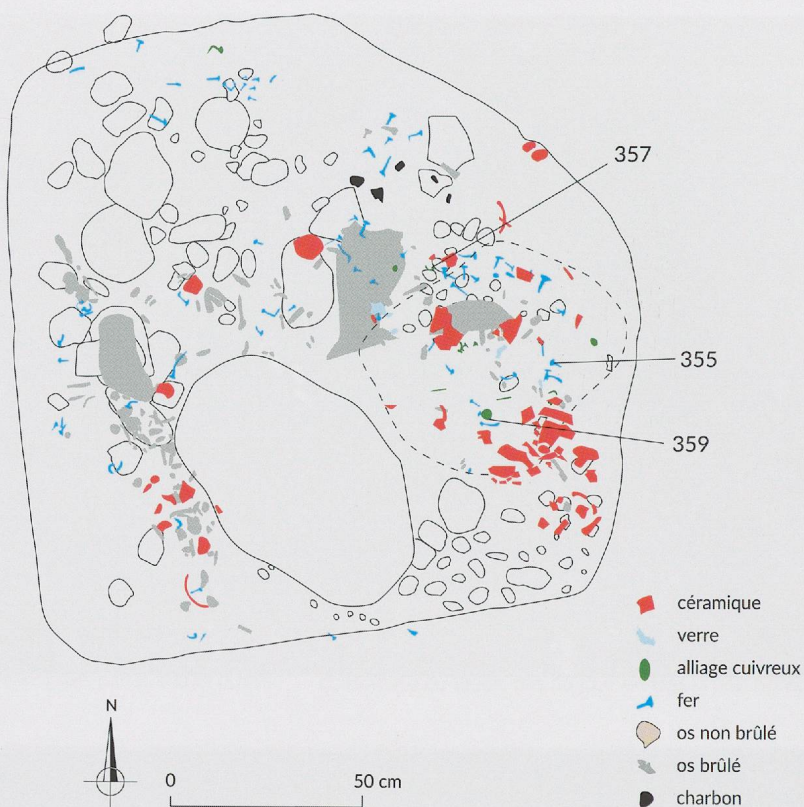 357
355
359
céramique
verre
alliage cuivreux
fer
os non brûlé
os brûlé
charbon
N
0 50 cm